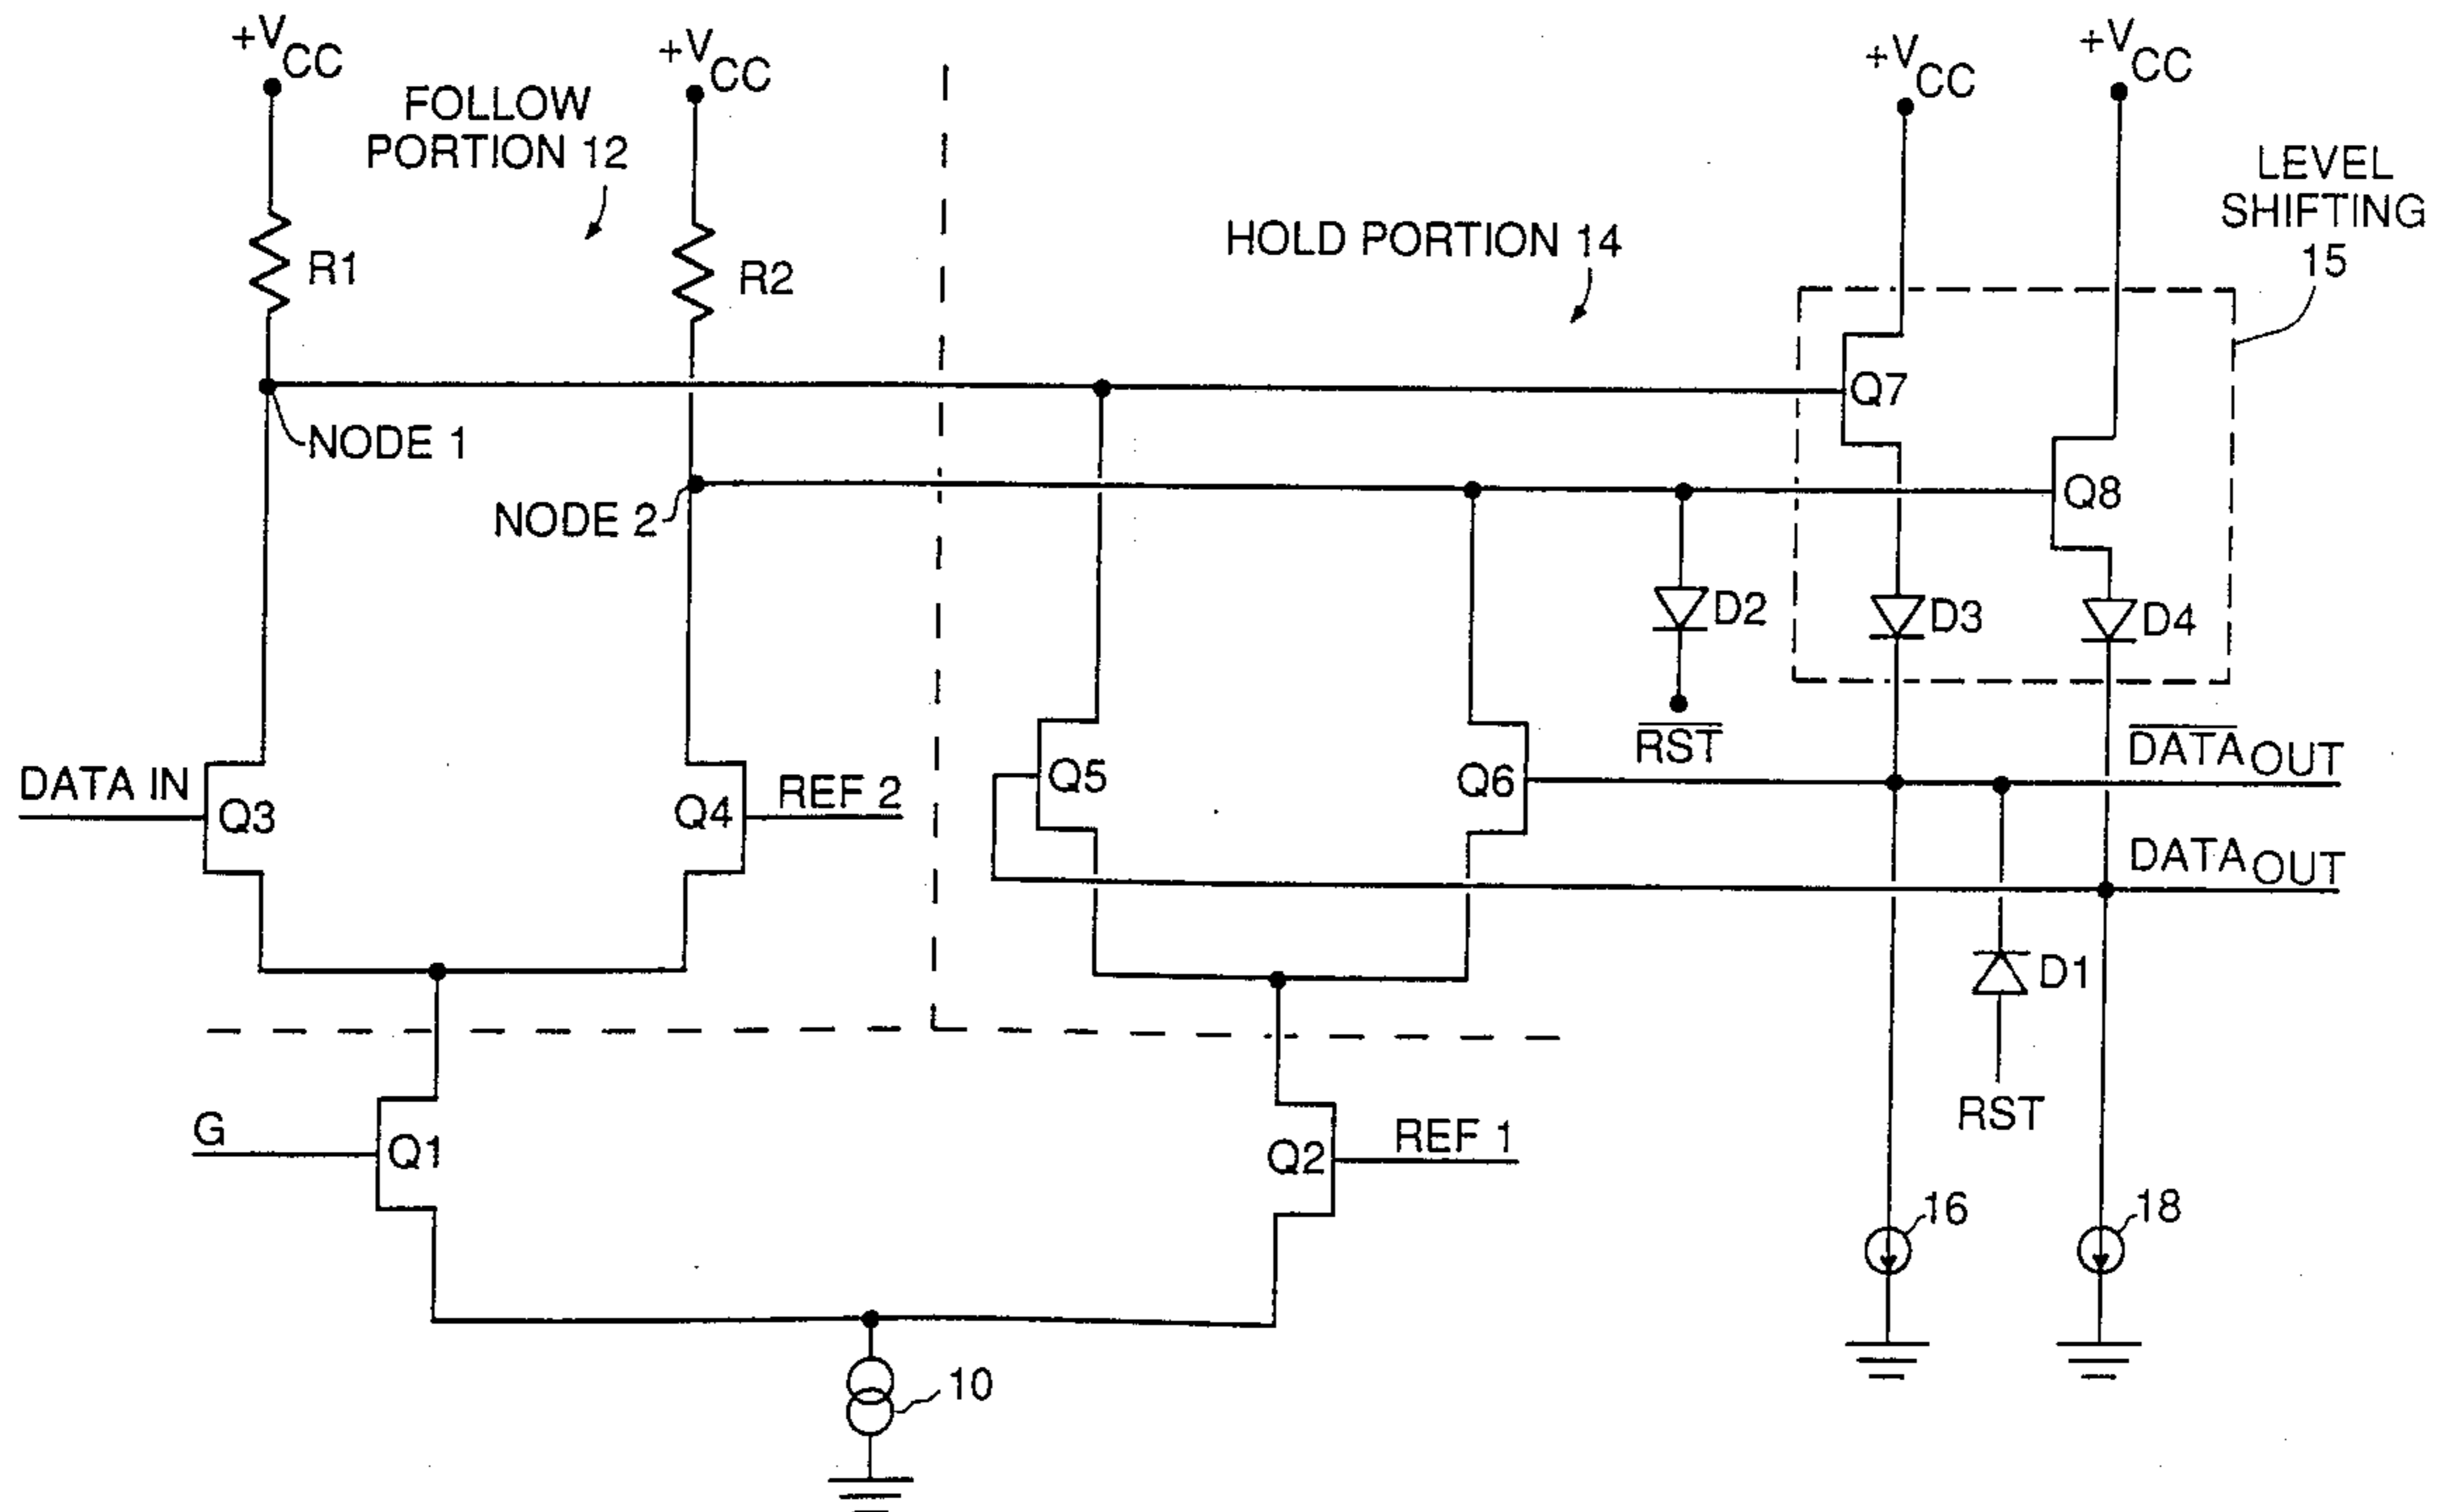 +VCC
+VCC
+VCC
+VCC
FOLLOW
PORTION 12
LEVEL
SHIFTING
15
HOLD PORTION 14
R1
R2
Q7
NODE 1
Q8
NODE 2
D2
D3
D4
RST
DATA IN
Q3
Q4
REF 2
Q5
Q6
DATAOUT
DATAOUT
D1
RST
G
Q1
Q2
REF 1
16
18
10